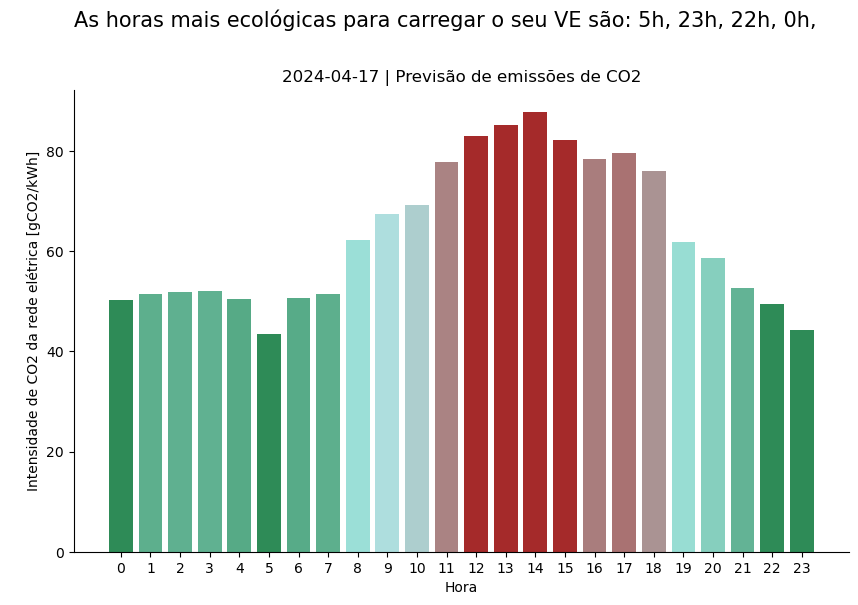 As horas mais ecológicas para carregar o seu VE são: 5h, 23h, 22h, 0h,
2024-04-17 | Previsão de emissões de CO2
Intensidade de CO2 da rede elétrica [gCO2/kWh]
80
60
40
20
0
0 1 2 3 4 5 6 7 8 9 10 11 12 13 14 15 16 17 18 19 20 21 22 23
Hora